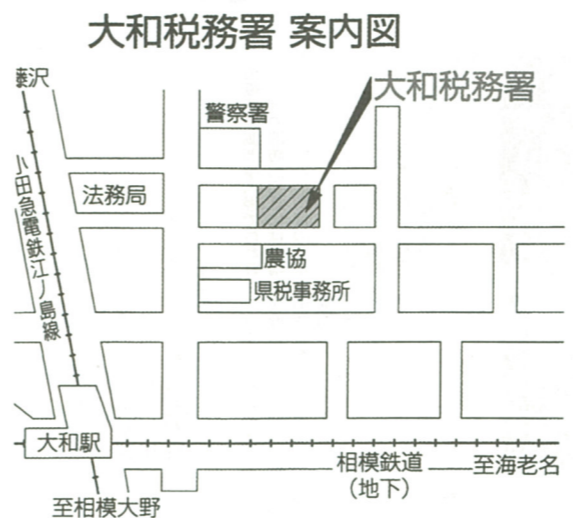 大和税務署 案内図
藤沢
大和税務署
警察署
法務局
小田急電鉄江ノ島線
農協
県税事務所
大和駅
相模鉄道
（地下）
至海老名
至相模大野